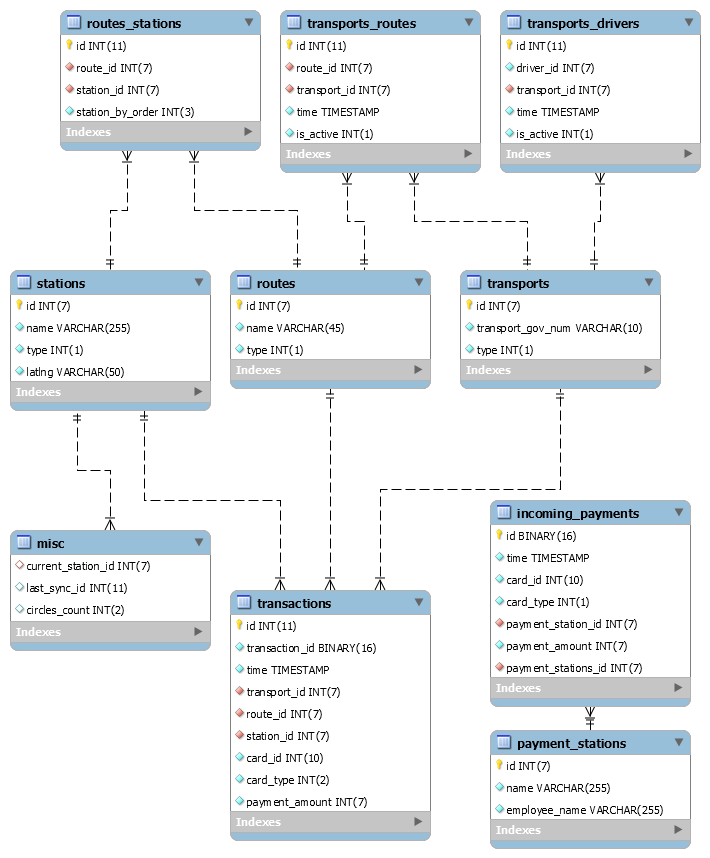 routes_stations
id INT(11)
route_id INT(7)
station_id INT(7)
station_by_order INT(3)
Indexes
transports_routes
id INT(11)
route_id INT(7)
transport_id INT(7)
time TIMESTAMP
is_active INT(1)
Indexes
transports_drivers
id INT(11)
driver_id INT(7)
transport_id INT(7)
time TIMESTAMP
is_active INT(1)
Indexes
stations
id INT(7)
name VARCHAR(255)
type INT(1)
latlng VARCHAR(50)
Indexes
routes
id INT(7)
name VARCHAR(45)
type INT(1)
Indexes
transports
id INT(7)
transport_gov_num VARCHAR(10)
type INT(1)
Indexes
misc
current_station_id INT(7)
last_sync_id INT(11)
circles_count INT(2)
Indexes
transactions
id INT(11)
transaction_id BINARY(16)
time TIMESTAMP
transport_id INT(7)
route_id INT(7)
station_id INT(7)
card_id INT(10)
card_type INT(2)
payment_amount INT(7)
Indexes
incoming_payments
id BINARY(16)
time TIMESTAMP
card_id INT(10)
card_type INT(1)
payment_station_id INT(7)
payment_amount INT(7)
payment_stations_id INT(7)
Indexes
payment_stations
id INT(7)
name VARCHAR(255)
employee_name VARCHAR(255)
Indexes